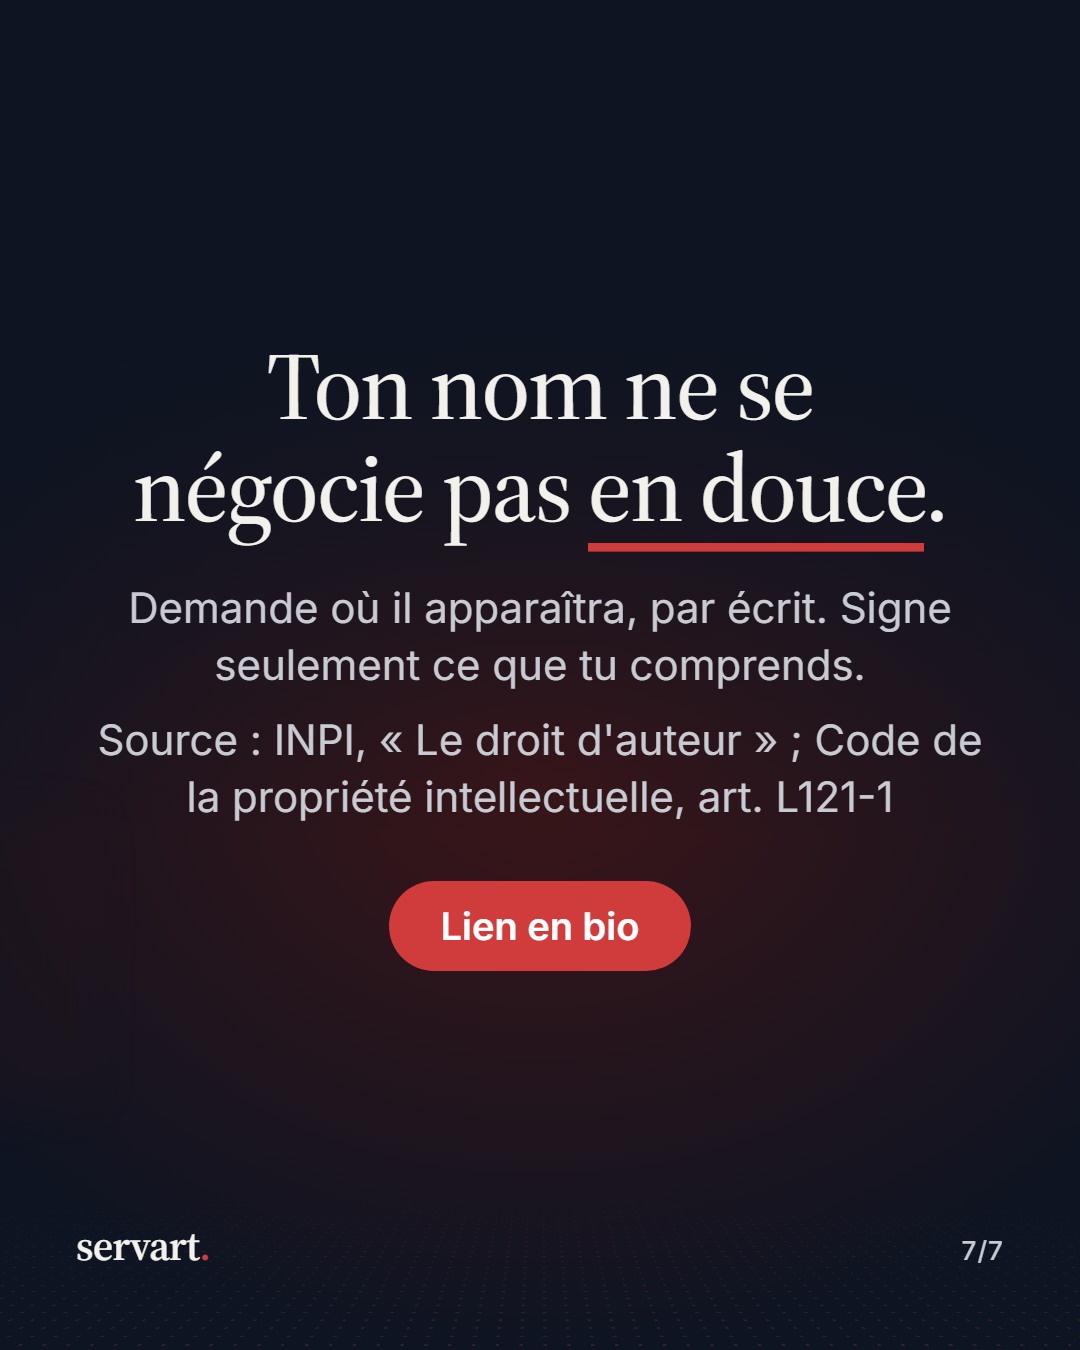 Ton nom ne se
négocie pas en douce.
Demande où il apparaîtra, par écrit. Signe
seulement ce que tu comprends.
Source : INPI, « Le droit d'auteur » ; Code de
la propriété intellectuelle, art. L121-1
Lien en bio
servart.
7/7